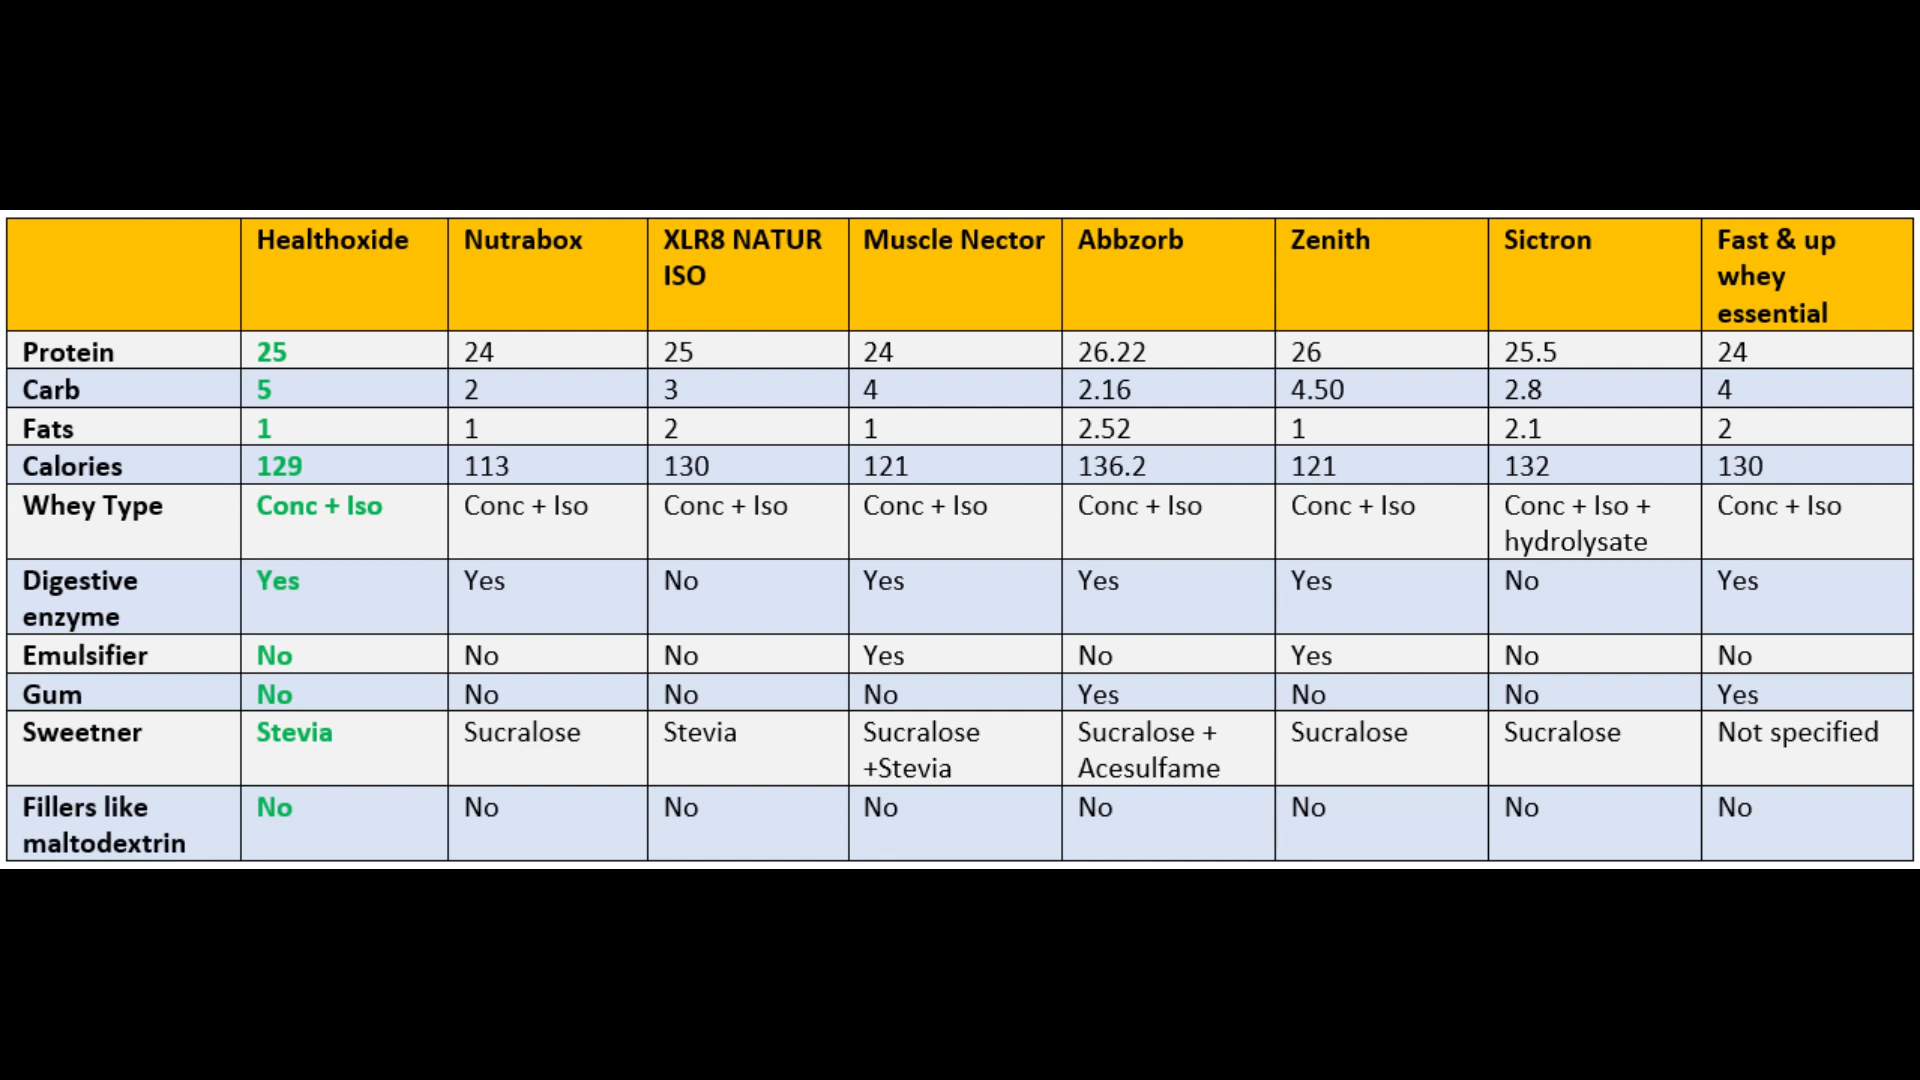 Healthoxide Nutrabox XLR8 NATUR Muscle Nector Abbzorb Zenith Sictron Fast & up
ISO whey
essential
Protein 25 24 25 24 26.22 26 25.5 24
Carb 5 2 3 4 2.16 4.50 2.8 4
Fats 1 1 2 1 2.52 1 2.1 2
Calories 129 113 130 121 136.2 121 132 130
Whey Type Conc + Iso Conc + Iso Conc + Iso Conc + Iso Conc + Iso Conc + Iso Conc + Iso + Conc + Iso
hydrolysate
Digestive Yes Yes No Yes Yes Yes No Yes
enzyme
Emulsifier No No No Yes No Yes No No
Gum No No No No Yes No No Yes
Sweetner Stevia Sucralose Stevia Sucralose Sucralose + Sucralose Sucralose Not specified
+Stevia Acesulfame
Fillers like No No No No No No No No
maltodextrin